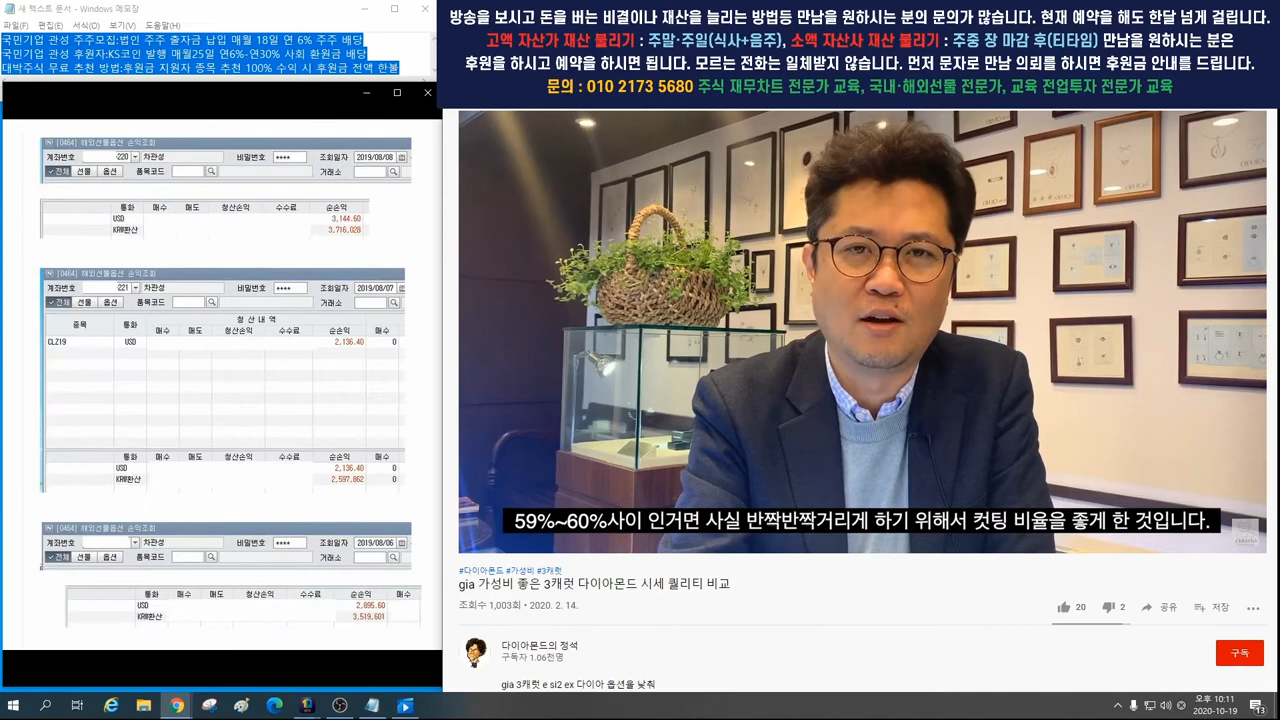 새 텍스트 문서 - Windows 메모장
파일(F) 편집(E) 서식(O) 보기(V) 도움말(H)
국민기업 관성 주주모집:법인 주주 출자금 납입 매월 18일 연 6% 주주 배당
국민기업 관성 후원자:KS코인 발행 매월25일 연6%-연30% 사회 환원금 배당
대박주식 무료 추천 방법:후원금 지원자 종목 추천 100% 수익 시 후원금 전액 한불
방송을 보시고 돈을 버는 비결이나 재산을 늘리는 방법등 만남을 원하시는 분의 문의가 많습니다. 현재 예약을 해도 한달 넘게 걸립니다.
고액 자산가 재산 불리기 : 주말·주일(식사+음주), 소액 자산사 재산 불리기 : 주중 장 마감 후(티타임) 만남을 원하시는 분은
후원을 하시고 예약을 하시면 됩니다. 모르는 전화는 일체받지 않습니다. 먼저 문자로 만남 의뢰를 하시면 후원금 안내를 드립니다.
문의 : 010 2173 5680 주식 재무차트 전문가 교육, 국내·해외선물 전문가, 교육 전업투자 전문가 교육
[0464] 해외선물옵션 손익조회
계좌번호 -220 차관성 비밀번호 **** 조회일자 2019/08/08
전체 선물 옵션 품목코드 거래소
통화 매수 매도 청산손익 수수료 순손익
USD 3,144.60
KRW환산 3,716,028
[0464] 해외선물옵션 손익조회
계좌번호 221 차관성 비밀번호 **** 조회일자 2019/08/07
전체 선물 옵션 품목코드 거래소
종목 통화 청 산 내 역
매수 매도 청산손익 수수료 순손익 매수
CLZ19 USD 2,136.40 0
통화 매수 매도 청산손익 수수료 순손익 매수
USD 2,136.40 0
KRW환산 2,597,862 0
[0464] 해외선물옵션 손익조회
계좌번호 차관성 비밀번호 **** 조회일자 2019/08/06
전체 선물 옵션 품목코드 거래소
통화 매수 매도 청산손익 수수료 순손익 매수
USD 2,895.60
KRW환산 3,519,601
59%~60%사이 인거면 사실 반짝반짝거리게 하기 위해서 컷팅 비율을 좋게 한 것입니다.
#다이아몬드 #가성비 #3캐럿
gia 가성비 좋은 3캐럿 다이아몬드 시세 퀄리티 비교
조회수 1,003회 • 2020. 2. 14.
20 2 공유 저장
다이아몬드의 정석
구독자 1.06천명
구독
gia 3캐럿 e si2 ex 다이아 옵션을 낮춰
오후 10:11
2020-10-19
13